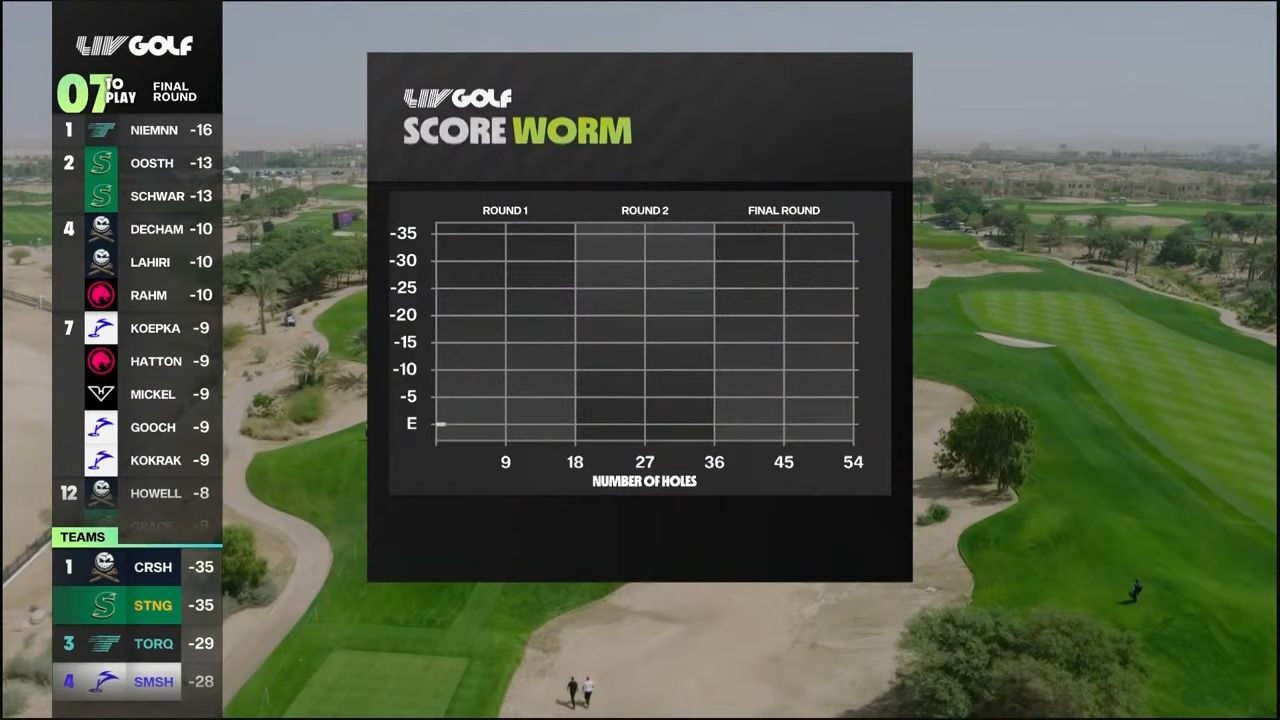 LIV GOLF
07 TO PLAY FINAL ROUND
1 NIEMNN -16
2 OOSTH -13
SCHWAR -13
4 DECHAM -10
LAHIRI -10
RAHM -10
7 KOEPKA -9
HATTON -9
MICKEL -9
GOOCH -9
KOKRAK -9
12 HOWELL -8
TEAMS
1 CRSH -35
STNG -35
3 TORQ -29
4 SMSH -28
LIV GOLF
SCORE WORM
ROUND 1 ROUND 2 FINAL ROUND
-35
-30
-25
-20
-15
-10
-5
E
9 18 27 36 45 54
NUMBER OF HOLES